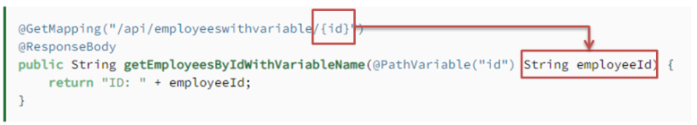 @GetMapping("/api/employeeswithvariable/{id}")
@ResponseBody
public String getEmployeesByIdWithVariableName(@PathVariable("id") String employeeId) {
return "ID: " + employeeId;
}